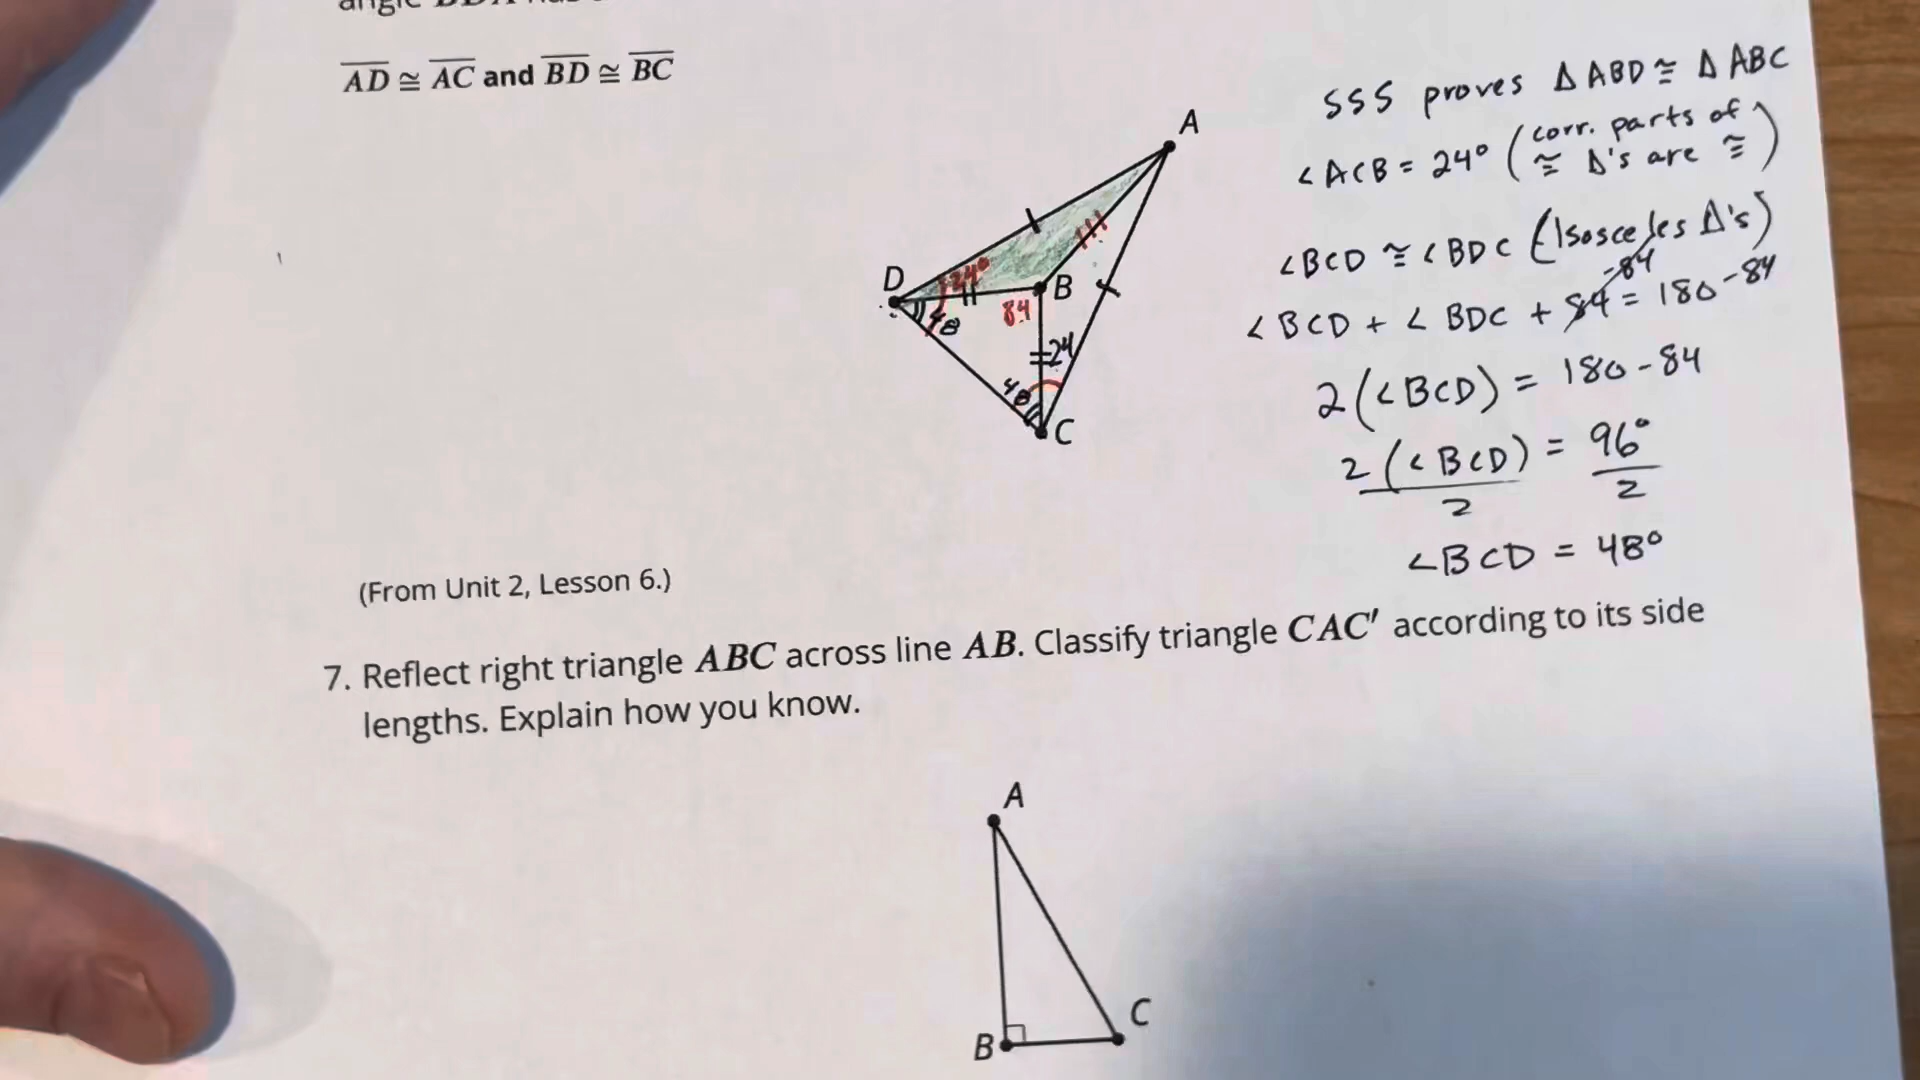 AD ≅ AC and BD ≅ BC
A
D
24°
B
48
84
24
48
C
SSS proves Δ ABD ≅ Δ ABC
∠ACB = 24° (corr. parts of
≅ Δ's are ≅)
∠BCD ≅ ∠BDC (Isosceles Δ's)
-84
∠BCD + ∠BDC + 84 = 180 -84
2(∠BCD) = 180-84
2(∠BCD) = 96°
2 2
∠BCD = 48°
(From Unit 2, Lesson 6.)
7. Reflect right triangle ABC across line AB. Classify triangle CAC′ according to its side
lengths. Explain how you know.
A
C
B